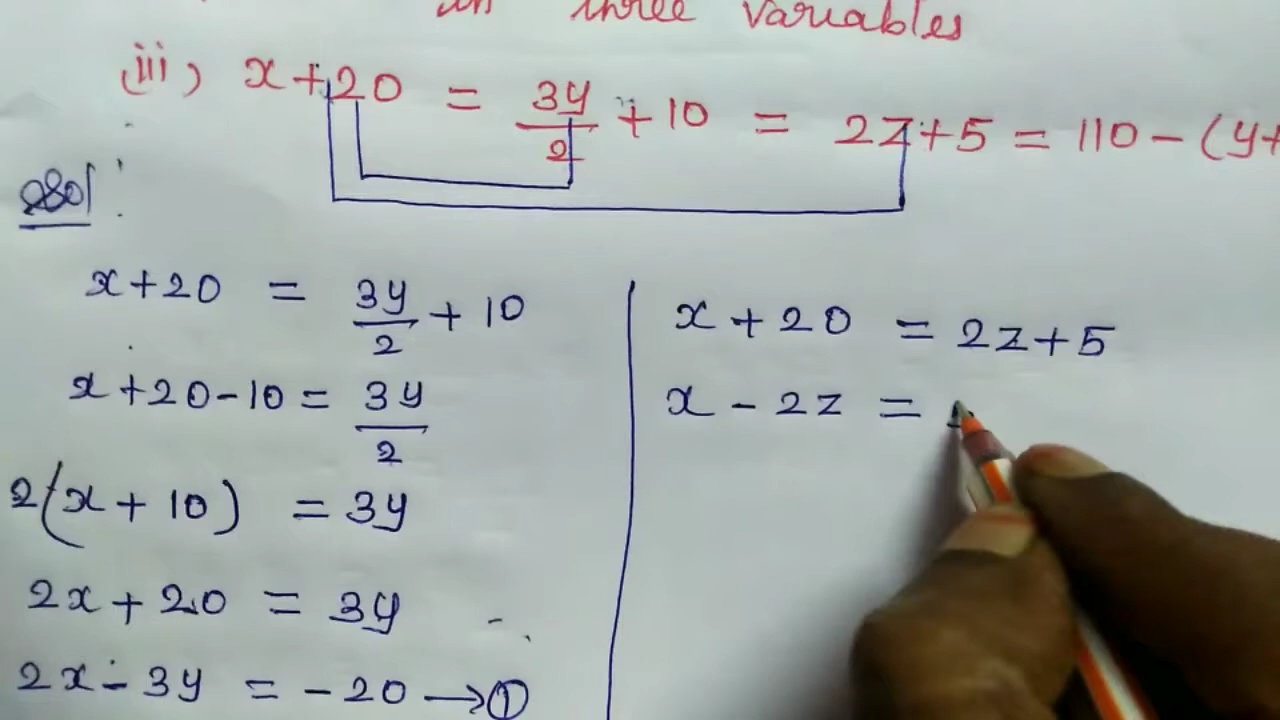 in three variables
(iii) x+20 = 3y/2 + 10 = 2z+5 = 110-(y+
Sol:
x+20 = 3y/2 + 10
x+20-10 = 3y/2
2(x+10) = 3y
2x+20 = 3y
2x-3y = -20 → ①
x+20 = 2z+5
x-2z =